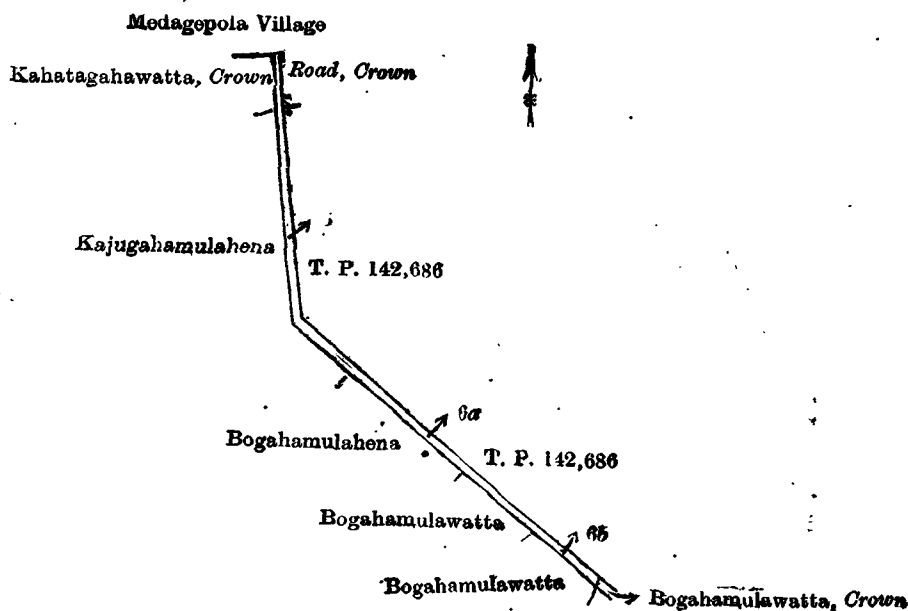 Medagepola Village
Kahatagahawatta, Crown
Road, Crown
Kajugahamulahena
T. P. 142,686
6a
Bogahamulahena
T. P. 142,686
Bogahamulawatta
6b
Bogahamulawatta
Bogahamulawatta, Crown